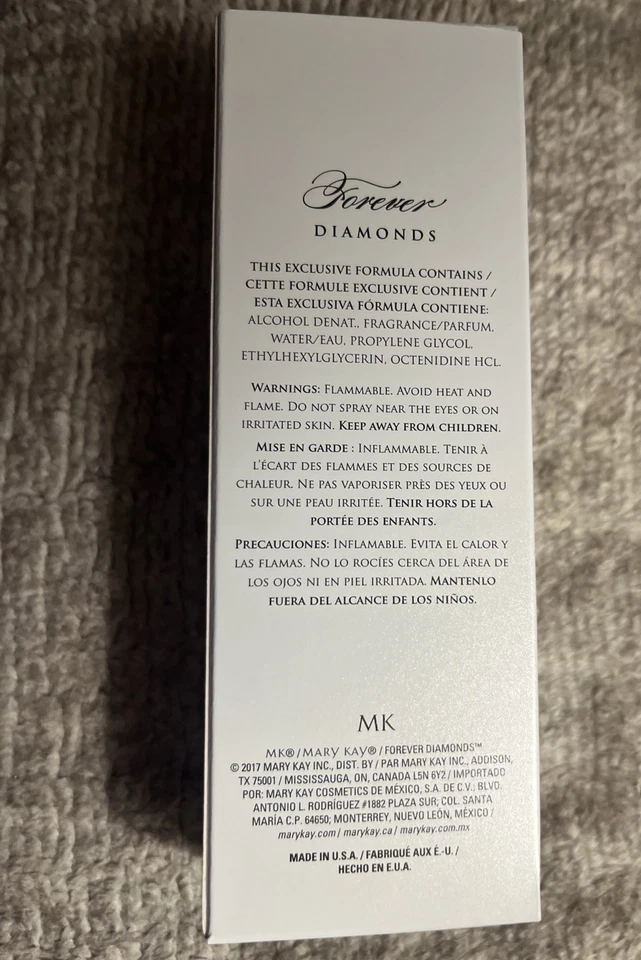 Forever
DIAMONDS
THIS EXCLUSIVE FORMULA CONTAINS /
CETTE FORMULE EXCLUSIVE CONTIENT /
ESTA EXCLUSIVA FÓRMULA CONTIENE:
ALCOHOL DENAT., FRAGRANCE/PARFUM,
WATER/EAU, PROPYLENE GLYCOL,
ETHYLHEXYLGLYCERIN, OCTENIDINE HCL.
WARNINGS: FLAMMABLE. AVOID HEAT AND
FLAME. DO NOT SPRAY NEAR THE EYES OR ON
IRRITATED SKIN. KEEP AWAY FROM CHILDREN.
MISE EN GARDE : INFLAMMABLE. TENIR À
L'ÉCART DES FLAMMES ET DES SOURCES DE
CHALEUR. NE PAS VAPORISER PRÈS DES YEUX OU
SUR UNE PEAU IRRITÉE. TENIR HORS DE LA
PORTÉE DES ENFANTS.
PRECAUCIONES: INFLAMABLE. EVITA EL CALOR Y
LAS FLAMAS. NO LO ROCÍES CERCA DEL ÁREA DE
LOS OJOS NI EN PIEL IRRITADA. MANTENLO
FUERA DEL ALCANCE DE LOS NIÑOS.
MK
MK® / MARY KAY® / FOREVER DIAMONDS™
© 2017 MARY KAY INC., DIST. BY / PAR MARY KAY INC., ADDISON,
TX 75001 / MISSISSAUGA, ON, CANADA L5N 6Y2 / IMPORTADO
POR: MARY KAY COSMETICS DE MÉXICO, S.A. DE C.V.; BLVD.
ANTONIO L. RODRÍGUEZ #1882 PLAZA SUR, COL. SANTA
MARÍA C.P. 64650; MONTERREY, NUEVO LEÓN, MÉXICO /
marykay.com / marykay.ca / marykay.com.mx
MADE IN U.S.A. / FABRIQUÉ AUX É.-U. /
HECHO EN E.U.A.